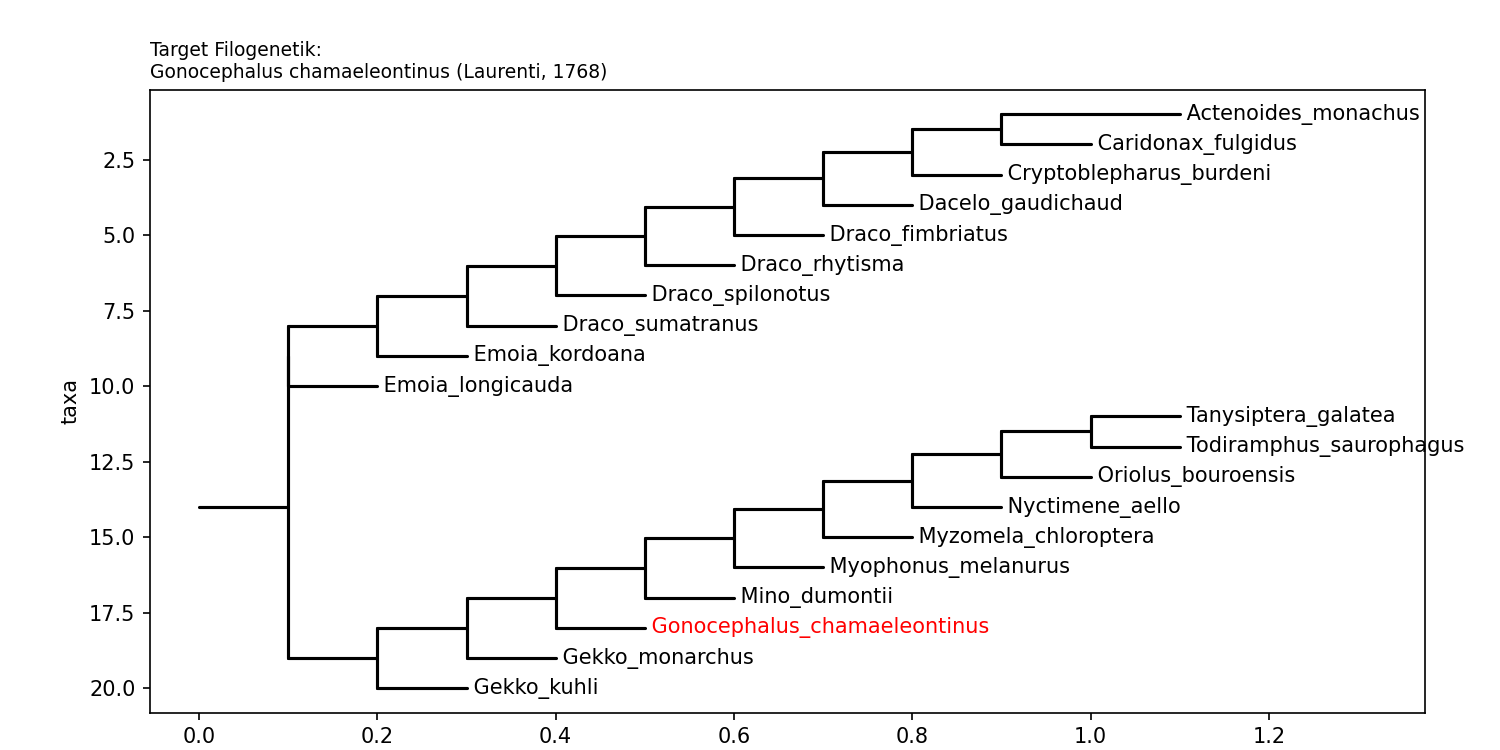 Target Filogenetik:
Gonocephalus chamaeleontinus (Laurenti, 1768)
Actenoides_monachus
Caridonax_fulgidus
2.5
Cryptoblepharus_burdeni
Dacelo_gaudichaud
5.0
Draco_fimbriatus
Draco_rhytisma
Draco_spilonotus
7.5
Draco_sumatranus
Emoia_kordoana
10.0
Emoia_longicauda
taxa
Tanysiptera_galatea
Todiramphus_saurophagus
12.5
Oriolus_bouroensis
Nyctimene_aello
15.0
Myzomela_chloroptera
Myophonus_melanurus
Mino_dumontii
17.5
Gonocephalus_chamaeleontinus
Gekko_monarchus
20.0
Gekko_kuhli
0.0 0.2 0.4 0.6 0.8 1.0 1.2